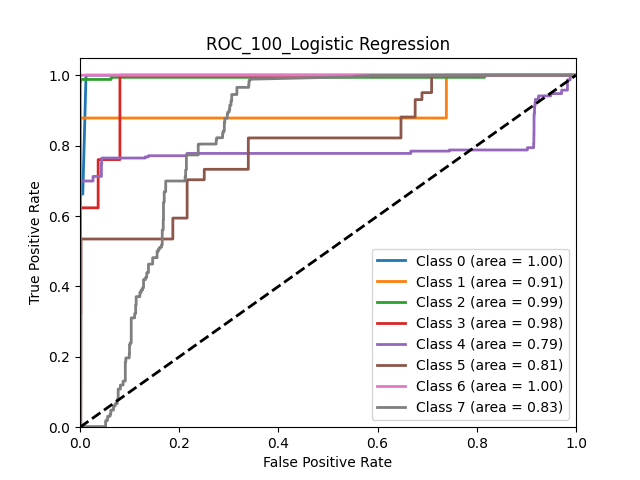 ROC_100_Logistic Regression
True Positive Rate
1.0
0.8
0.6
0.4
0.2
0.0
0.0 0.2 0.4 0.6 0.8 1.0
False Positive Rate
Class 0 (area = 1.00)
Class 1 (area = 0.91)
Class 2 (area = 0.99)
Class 3 (area = 0.98)
Class 4 (area = 0.79)
Class 5 (area = 0.81)
Class 6 (area = 1.00)
Class 7 (area = 0.83)